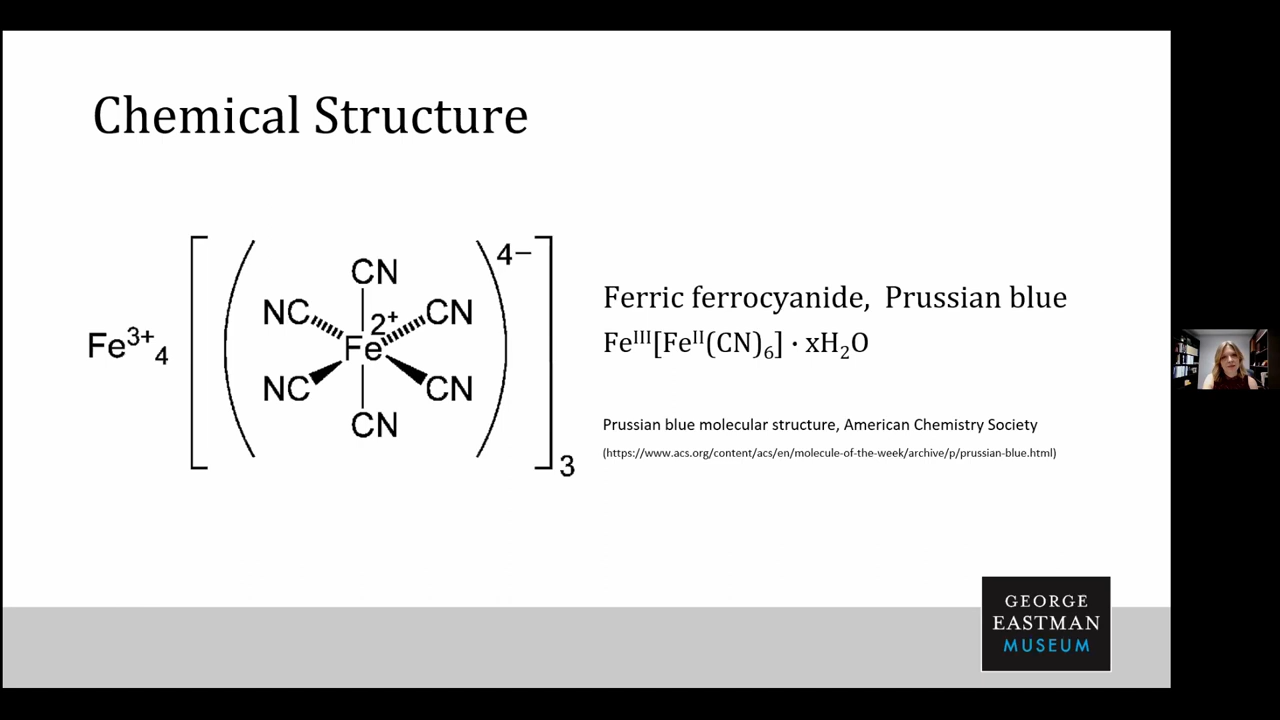 Chemical Structure
Fe³⁺₄ [(Fe²⁺ CN CN CN CN NC NC)⁴⁻]₃
Ferric ferrocyanide, Prussian blue
Feᴵᴵᴵ[Feᴵᴵ(CN)₆] · xH₂O
Prussian blue molecular structure, American Chemistry Society
(https://www.acs.org/content/acs/en/molecule-of-the-week/archive/p/prussian-blue.html)
GEORGE
EASTMAN
MUSEUM